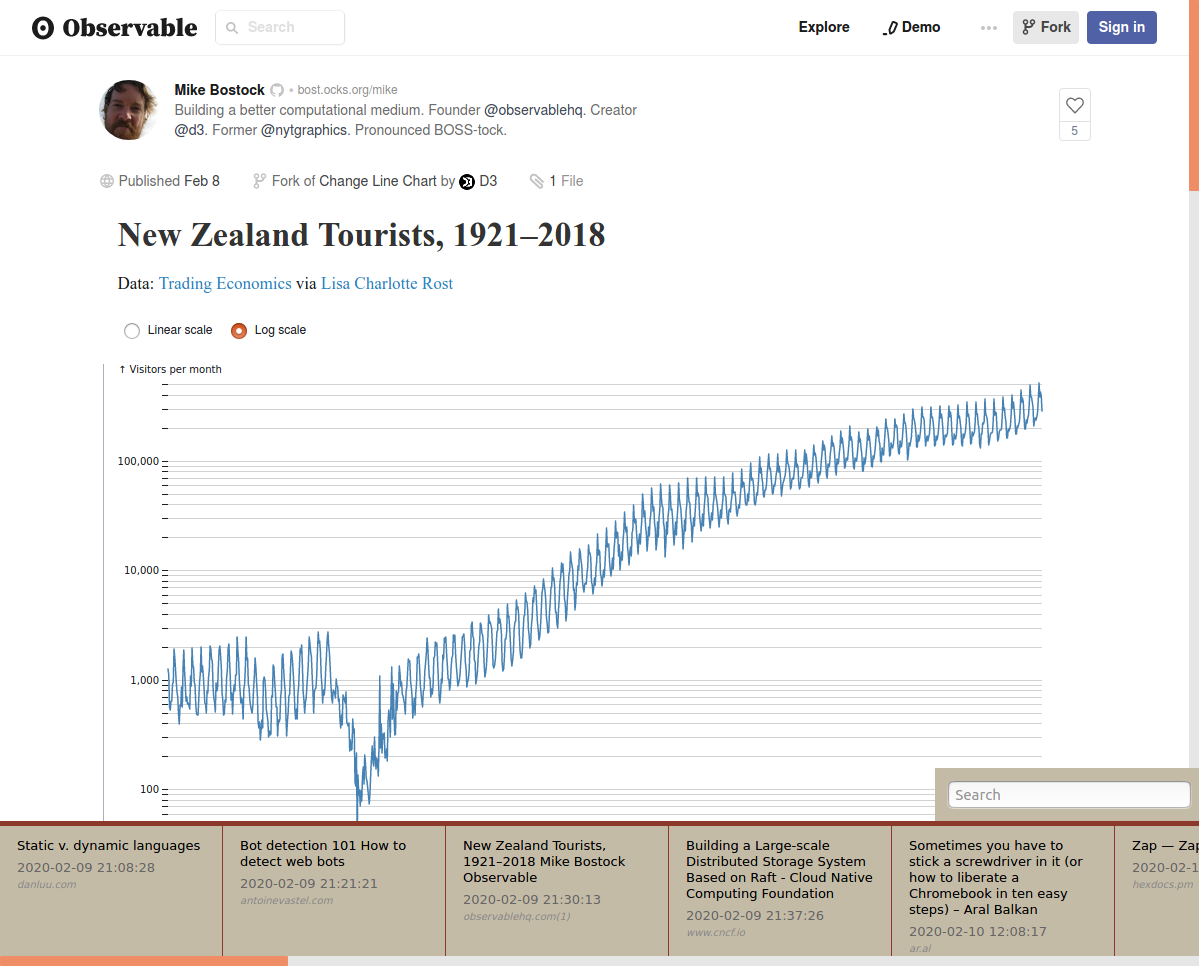 Observable
Search
Explore
Demo
Fork
Sign in
Mike Bostock • bost.ocks.org/mike
Building a better computational medium. Founder @observablehq. Creator
@d3. Former @nytgraphics. Pronounced BOSS-tock.
5
Published Feb 8
Fork of Change Line Chart by D3
1 File
New Zealand Tourists, 1921–2018
Data: Trading Economics via Lisa Charlotte Rost
Linear scale
Log scale
↑ Visitors per month
100,000
10,000
1,000
100
Search
Static v. dynamic languages
2020-02-09 21:08:28
danluu.com
Bot detection 101 How to
detect web bots
2020-02-09 21:21:21
antoinevastel.com
New Zealand Tourists,
1921–2018 Mike Bostock
Observable
2020-02-09 21:30:13
observablehq.com(1)
Building a Large-scale
Distributed Storage System
Based on Raft - Cloud Native
Computing Foundation
2020-02-09 21:37:26
www.cncf.io
Sometimes you have to
stick a screwdriver in it (or
how to liberate a
Chromebook in ten easy
steps) – Aral Balkan
2020-02-10 12:08:17
ar.al
Zap — Zap
2020-02-1
hexdocs.pm